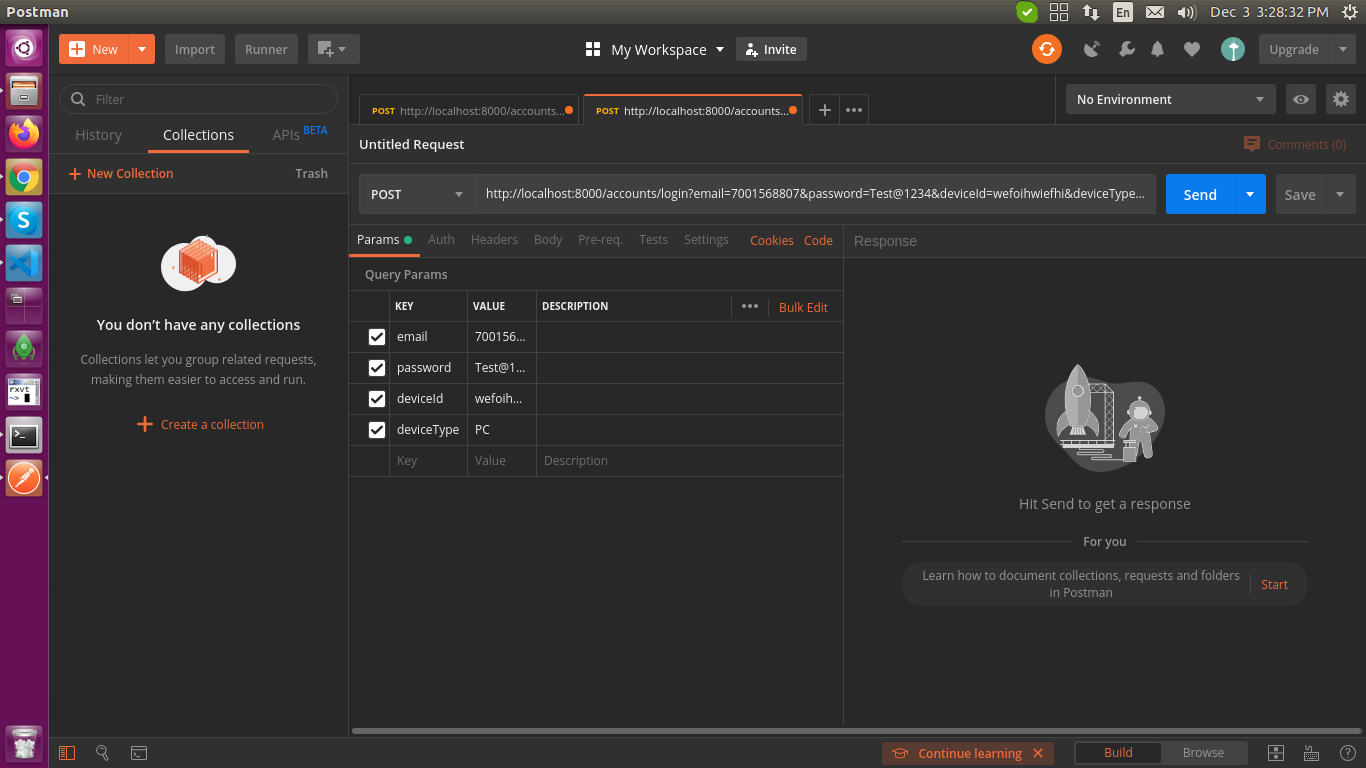 Postman
En
Dec 3 3:28:32 PM
New
Import
Runner
My Workspace
Invite
Upgrade
Filter
History
Collections
APIs BETA
New Collection
Trash
You don't have any collections
Collections let you group related requests,
making them easier to access and run.
Create a collection
POST http://localhost:8000/accounts...
POST http://localhost:8000/accounts...
No Environment
Untitled Request
Comments (0)
POST
http://localhost:8000/accounts/login?email=7001568807&password=Test@1234&deviceId=wefoihwiefhi&deviceType...
Send
Save
Params
Auth
Headers
Body
Pre-req.
Tests
Settings
Cookies
Code
Response
Query Params
KEY VALUE DESCRIPTION
Bulk Edit
email 700156...
password Test@1...
deviceId wefoih...
deviceType PC
Key Value Description
Hit Send to get a response
For you
Learn how to document collections, requests and folders
in Postman
Start
rxvt
~>
Continue learning
Build
Browse